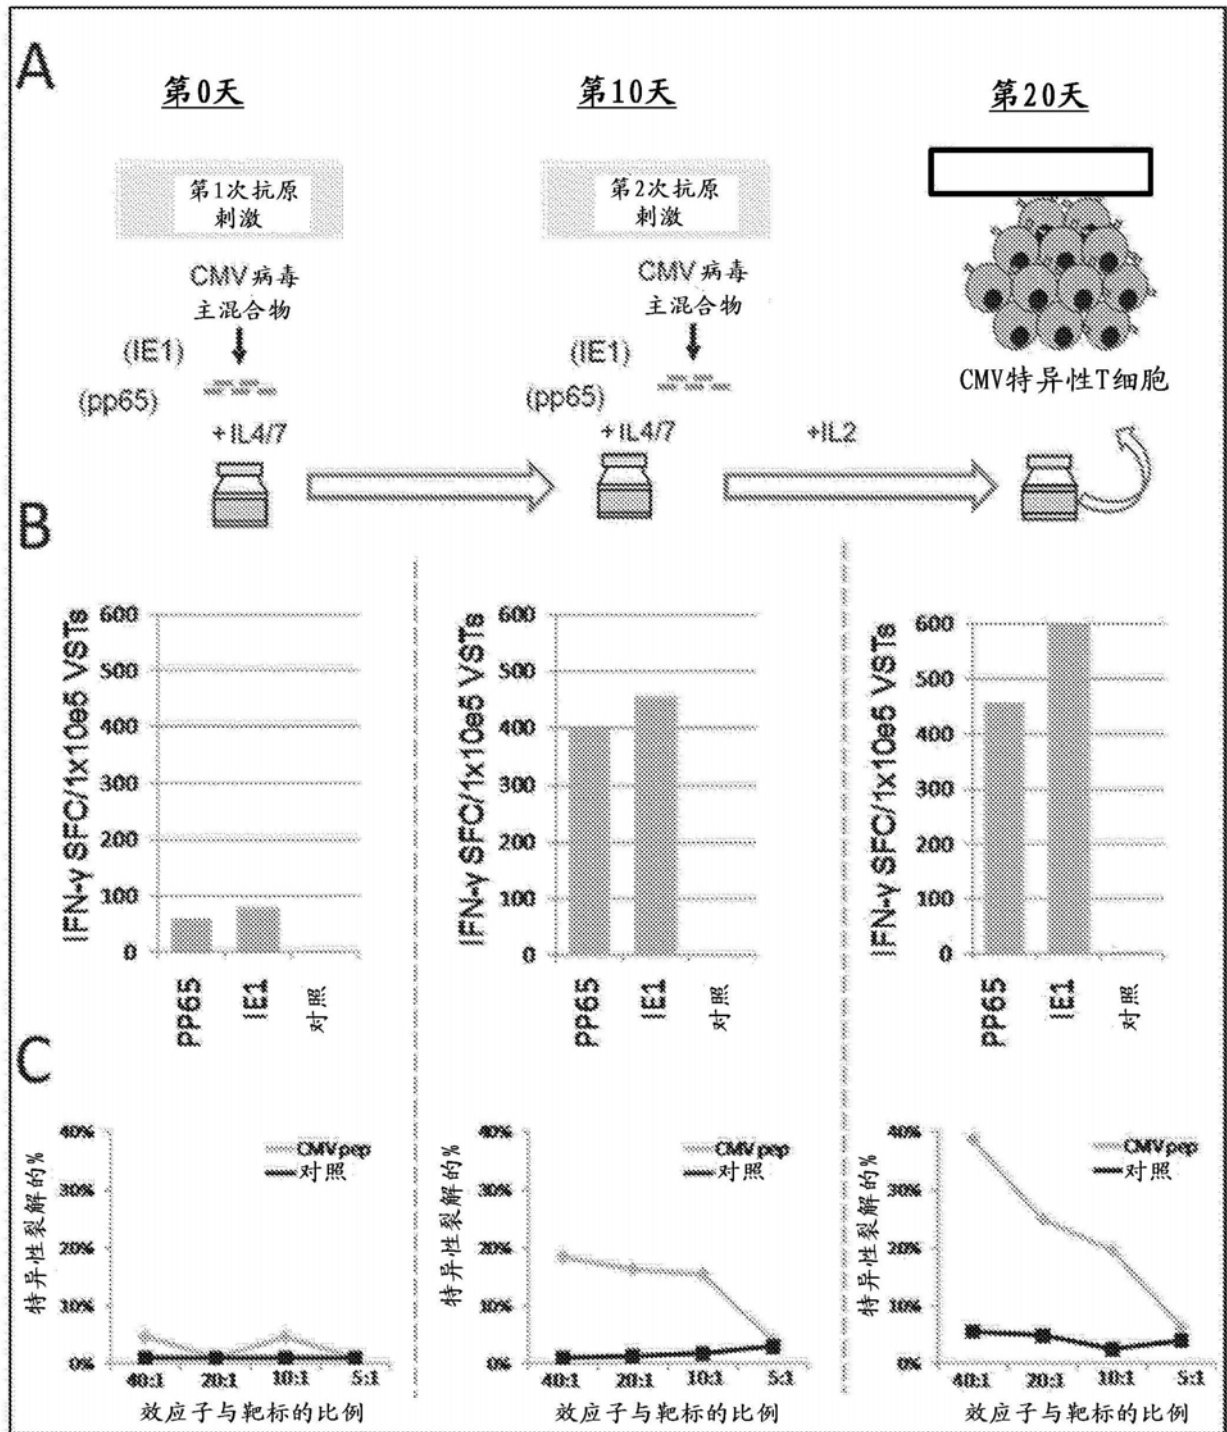 A
第0天
第10天
第20天
第1次抗原
刺激
第2次抗原
刺激
CMV病毒
主混合物
CMV病毒
主混合物
(IE1)
(pp65)
(IE1)
(pp65)
CMV特异性T细胞
+IL4/7
+IL4/7
+IL2
B
IFN-γ SFC/1x10e5 VSTs
600
500
400
300
200
100
0
PP65
IE1
对照
IFN-γ SFC/1x10e5 VSTs
600
500
400
300
200
100
0
PP65
IE1
对照
IFN-γ SFC/1x10e5 VSTs
600
500
400
300
200
100
0
PP65
IE1
对照
C
特异性裂解的%
40%
30%
20%
10%
0%
CMVpep
对照
40:1
20:1
10:1
5:1
效应子与靶标的比例
特异性裂解的%
40%
30%
20%
10%
0%
CMVpep
对照
40:1
20:1
10:1
5:1
效应子与靶标的比例
特异性裂解的%
40%
30%
20%
10%
0%
CMVpep
对照
40:1
20:1
10:1
5:1
效应子与靶标的比例